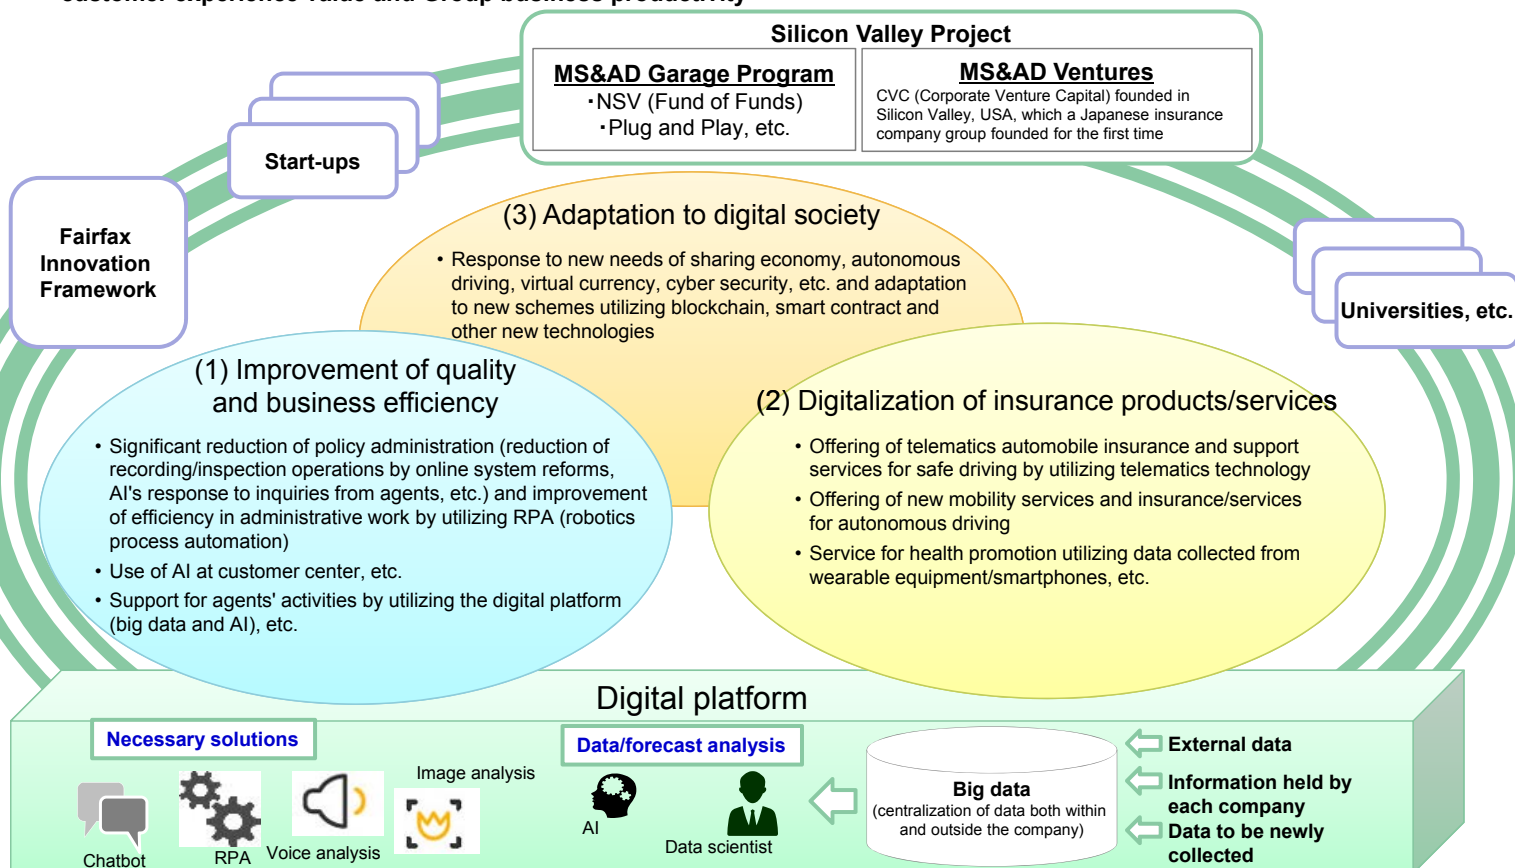 customer experience value and Group business productivity
Silicon Valley Project
MS&AD Garage Program
・NSV (Fund of Funds)
・Plug and Play, etc.
MS&AD Ventures
CVC (Corporate Venture Capital) founded in
Silicon Valley, USA, which a Japanese insurance
company group founded for the first time
Start-ups
Fairfax
Innovation
Framework
Universities, etc.
(3) Adaptation to digital society
• Response to new needs of sharing economy, autonomous
driving, virtual currency, cyber security, etc. and adaptation
to new schemes utilizing blockchain, smart contract and
other new technologies
(1) Improvement of quality
and business efficiency
• Significant reduction of policy administration (reduction of
recording/inspection operations by online system reforms,
AI's response to inquiries from agents, etc.) and improvement
of efficiency in administrative work by utilizing RPA (robotics
process automation)
• Use of AI at customer center, etc.
• Support for agents' activities by utilizing the digital platform
(big data and AI), etc.
(2) Digitalization of insurance products/services
• Offering of telematics automobile insurance and support
services for safe driving by utilizing telematics technology
• Offering of new mobility services and insurance/services
for autonomous driving
• Service for health promotion utilizing data collected from
wearable equipment/smartphones, etc.
Digital platform
Necessary solutions
Chatbot
RPA
Voice analysis
Image analysis
Data/forecast analysis
AI
Data scientist
Big data
(centralization of data both within
and outside the company)
External data
Information held by
each company
Data to be newly
collected